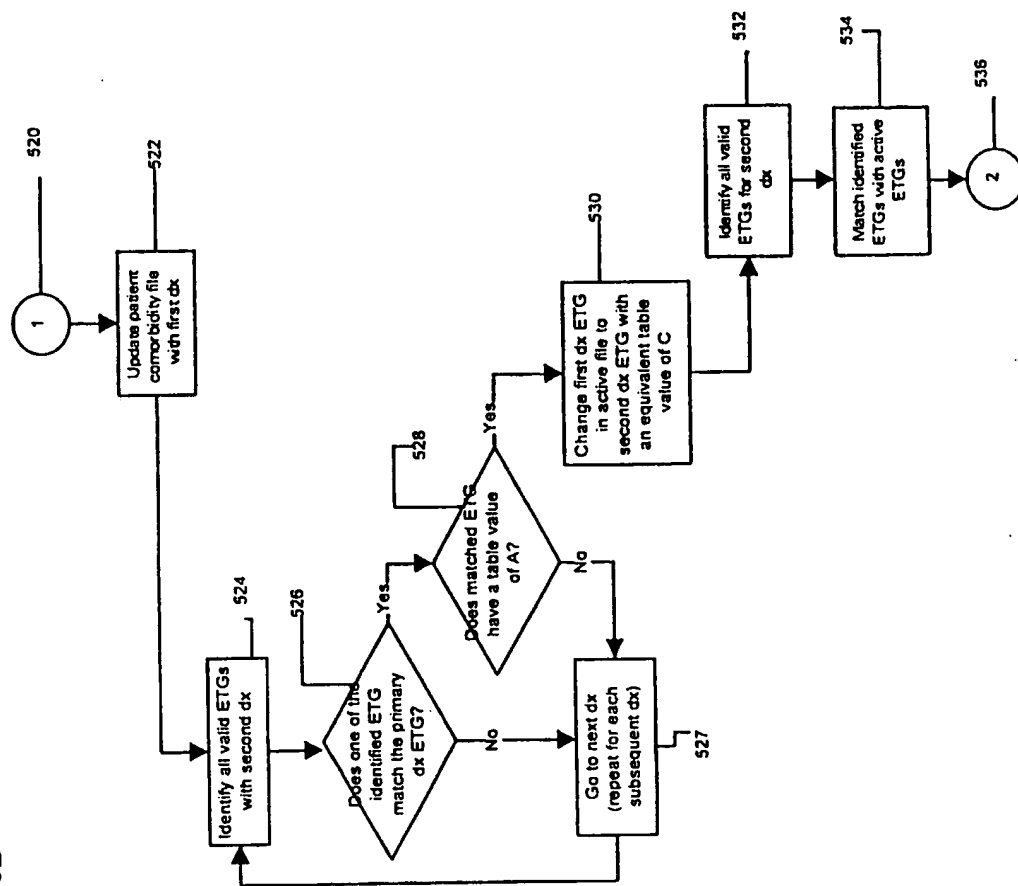 1
520
Update patient
comorbidity file
with first dx
522
Identify all valid ETGs
with second dx
524
Does one of the
identified ETG
match the primary
dx ETG?
526
Yes
No
Does matched ETG
have a table value
of A?
528
Yes
No
Go to next dx
(repeat for each
subsequent dx)
527
Change first dx ETG
in active file to
second dx ETG with
an equivalent table
value of C
530
Identify all valid
ETGs for second
dx
532
Match identified
ETGs with active
ETGs
534
2
536